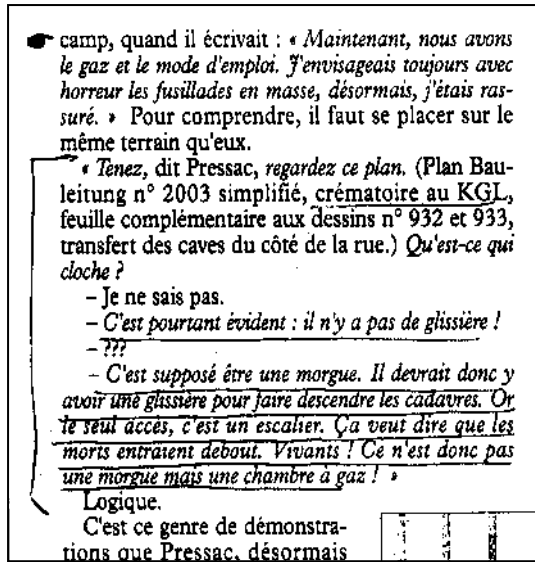 camp, quand il écrivait : « Maintenant, nous avons
le gaz et le mode d'emploi. J'envisageais toujours avec
horreur les fusillades en masse, désormais, j'étais ras-
suré. » Pour comprendre, il faut se placer sur le
même terrain qu'eux.
« Tenez, dit Pressac, regardez ce plan. (Plan Bau-
leitung n° 2003 simplifié, crématoire au KGL,
feuille complémentaire aux dessins n° 932 et 933,
transfert des caves du côté de la rue.) Qu'est-ce qui
cloche ?
– Je ne sais pas.
– C'est pourtant évident : il n'y a pas de glissière !
– ???
– C'est supposé être une morgue. Il devrait donc y
avoir une glissière pour faire descendre les cadavres. Or
le seul accès, c'est un escalier. Ça veut dire que les
morts entraient debout. Vivants ! Ce n'est donc pas
une morgue mais une chambre à gaz ! »
Logique.
C'est ce genre de démonstra-
tions que Pressac, désormais